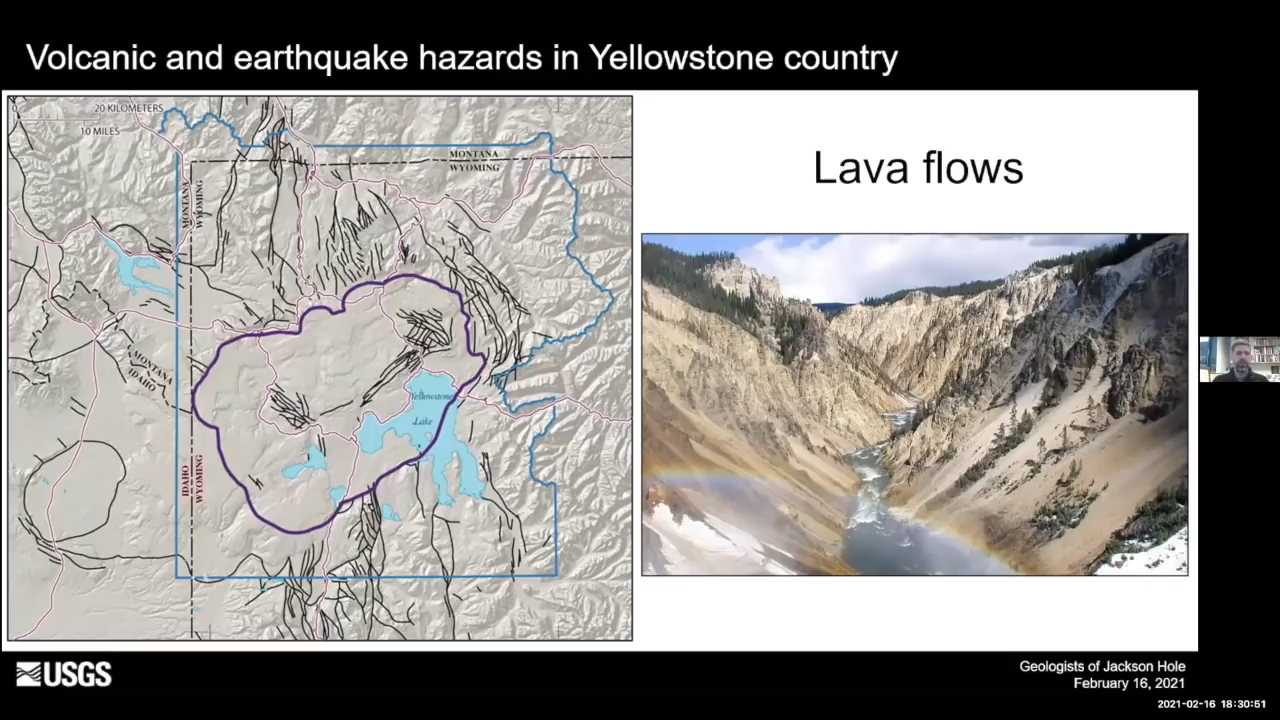 Volcanic and earthquake hazards in Yellowstone country
0
20 KILOMETERS
10 MILES
MONTANA
WYOMING
MONTANA
WYOMING
MONTANA
IDAHO
Yellowstone
Lake
IDAHO
WYOMING
Lava flows
USGS
Geologists of Jackson Hole
February 16, 2021
2021-02-16 18:30:51